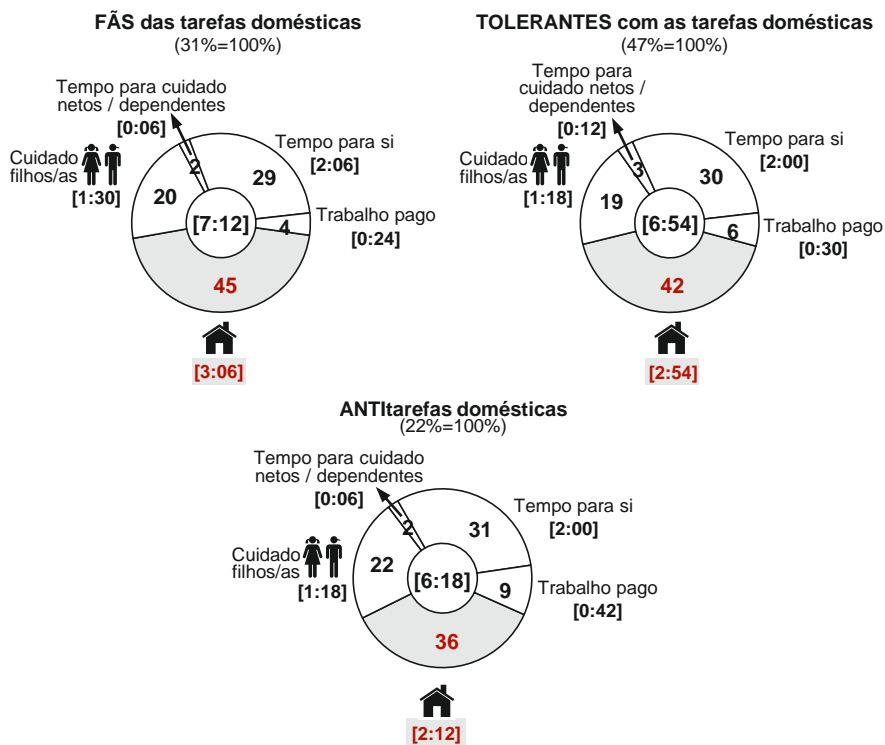 FÃS das tarefas domésticas
(31%=100%)
Tempo para cuidado
netos / dependentes
[0:06]
Cuidado
filhos/as
[1:30]
Tempo para si
[2:06]
Trabalho pago
[0:24]
2
29
20
4
[7:12]
45
[3:06]
TOLERANTES com as tarefas domésticas
(47%=100%)
Tempo para
cuidado netos /
dependentes
[0:12]
Cuidado
filhos/as
[1:18]
Tempo para si
[2:00]
Trabalho pago
[0:30]
3
30
19
6
[6:54]
42
[2:54]
ANTItarefas domésticas
(22%=100%)
Tempo para cuidado
netos / dependentes
[0:06]
Cuidado
filhos/as
[1:18]
Tempo para si
[2:00]
Trabalho pago
[0:42]
2
31
22
9
[6:18]
36
[2:12]